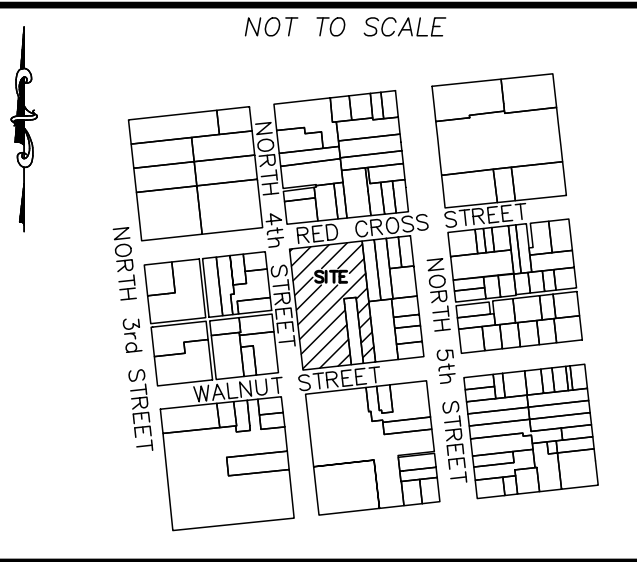 NOT TO SCALE
NORTH 4th STREET
RED CROSS STREET
SITE
NORTH 3rd STREET
NORTH 5th STREET
WALNUT STREET